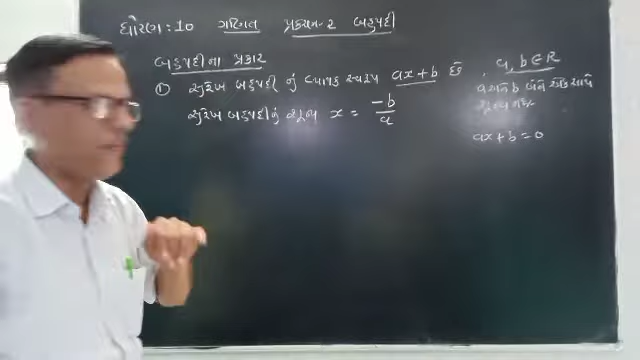 ધોરણ : 10 ગણિત પ્રકરણ-2 બહુપદી
બહુપદીના પ્રકાર
① સુરેખ બહુપદીનું વ્યાપક સ્વરૂપ ax+b છે
સુરેખ બહુપદીનું શૂન્ય x = -b/a
a, b ∈ R
a અને b બંને એક સાથે
શૂન્ય નથી
ax+b=0